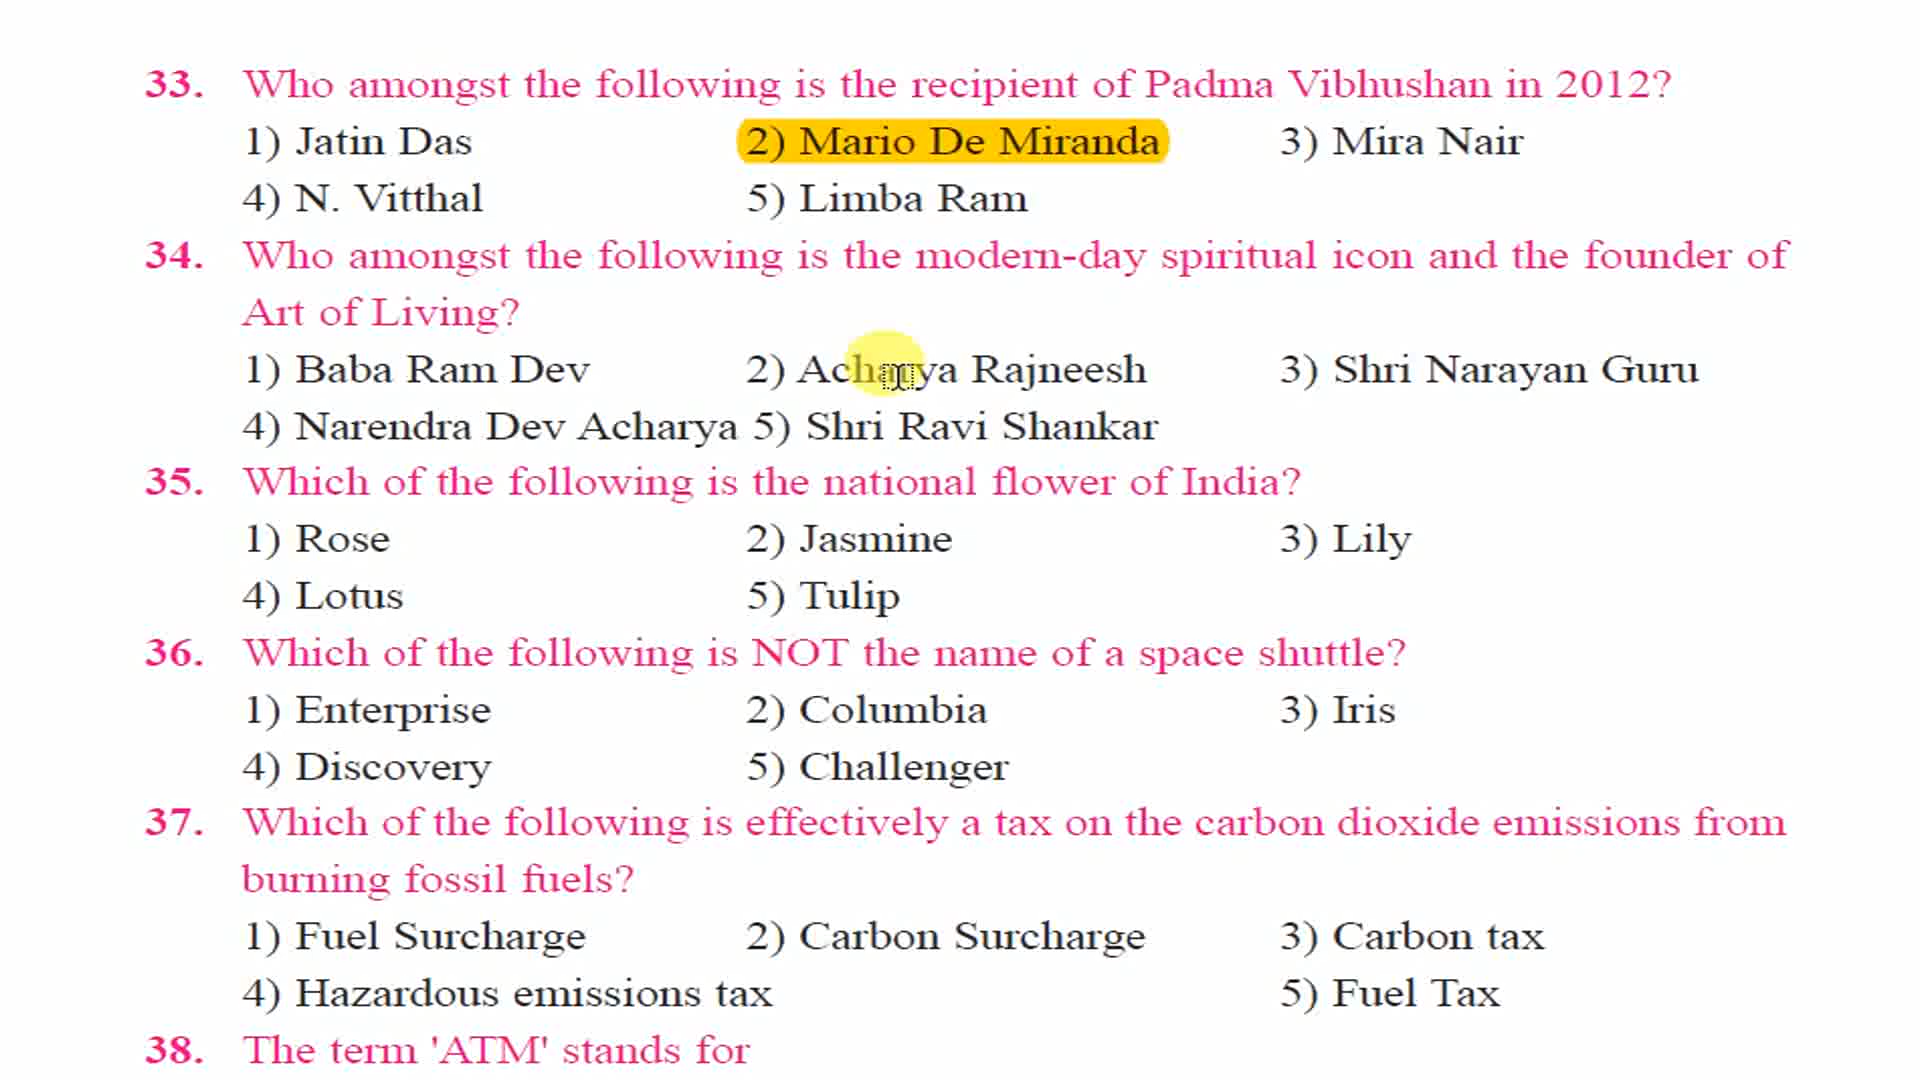 33. Who amongst the following is the recipient of Padma Vibhushan in 2012?
1) Jatin Das 2) Mario De Miranda 3) Mira Nair
4) N. Vitthal 5) Limba Ram
34. Who amongst the following is the modern-day spiritual icon and the founder of
Art of Living?
1) Baba Ram Dev 2) Acharya Rajneesh 3) Shri Narayan Guru
4) Narendra Dev Acharya 5) Shri Ravi Shankar
35. Which of the following is the national flower of India?
1) Rose 2) Jasmine 3) Lily
4) Lotus 5) Tulip
36. Which of the following is NOT the name of a space shuttle?
1) Enterprise 2) Columbia 3) Iris
4) Discovery 5) Challenger
37. Which of the following is effectively a tax on the carbon dioxide emissions from
burning fossil fuels?
1) Fuel Surcharge 2) Carbon Surcharge 3) Carbon tax
4) Hazardous emissions tax 5) Fuel Tax
38. The term 'ATM' stands for